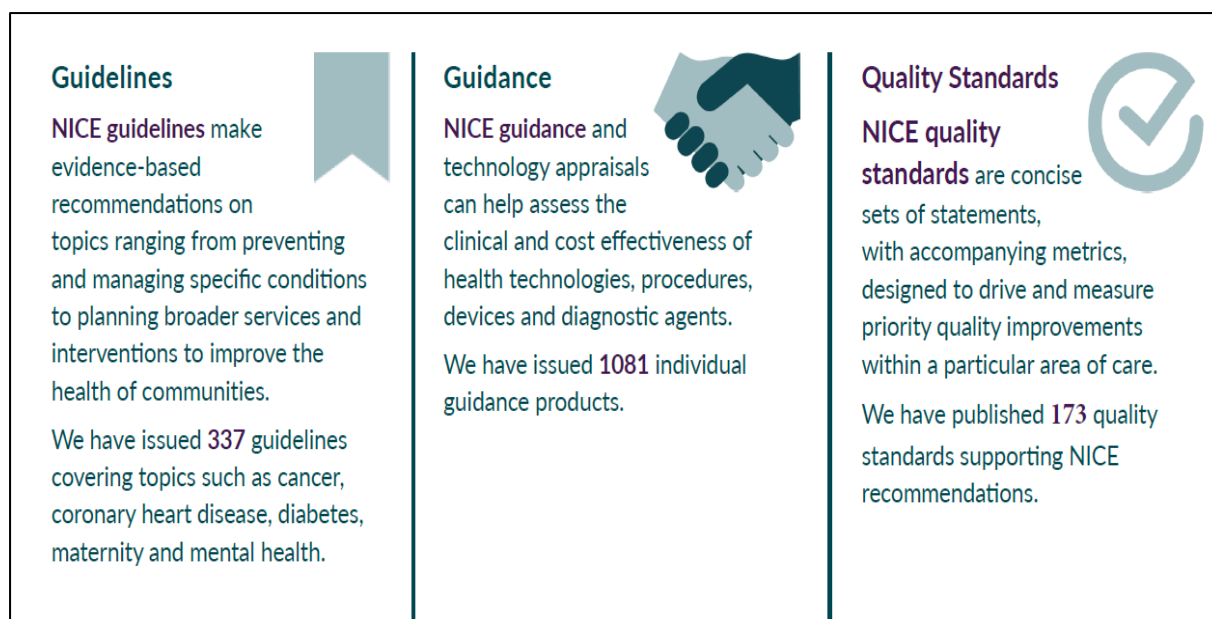 Guidelines
NICE guidelines make
evidence-based
recommendations on
topics ranging from preventing
and managing specific conditions
to planning broader services and
interventions to improve the
health of communities.
We have issued 337 guidelines
covering topics such as cancer,
coronary heart disease, diabetes,
maternity and mental health.
Guidance
NICE guidance and
technology appraisals
can help assess the
clinical and cost effectiveness of
health technologies, procedures,
devices and diagnostic agents.
We have issued 1081 individual
guidance products.
Quality Standards
NICE quality
standards are concise
sets of statements,
with accompanying metrics,
designed to drive and measure
priority quality improvements
within a particular area of care.
We have published 173 quality
standards supporting NICE
recommendations.